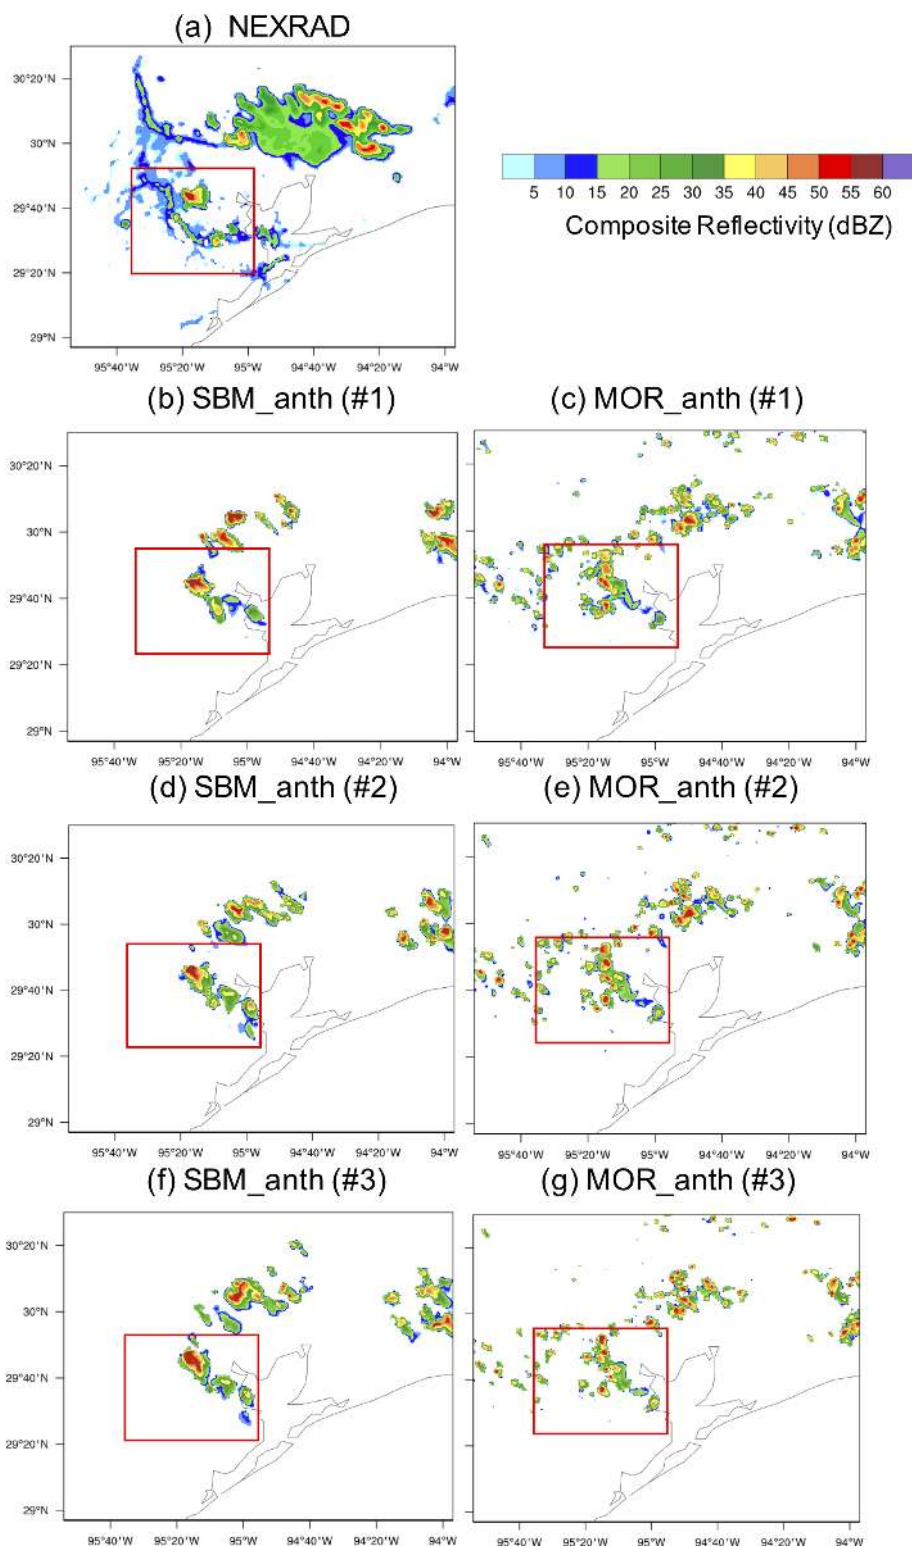 (a) NEXRAD
30°20'N
30°N
29°40'N
29°20'N
29°N
95°40'W 95°20'W 95°W 94°40'W 94°20'W 94°W
5 10 15 20 25 30 35 40 45 50 55 60
Composite Reflectivity (dBZ)
(b) SBM_anth (#1) (c) MOR_anth (#1)
30°20'N
30°N
29°40'N
29°20'N
29°N
95°40'W 95°20'W 95°W 94°40'W 94°20'W 94°W 95°40'W 95°20'W 95°W 94°40'W 94°20'W 94°W
(d) SBM_anth (#2) (e) MOR_anth (#2)
30°20'N
30°N
29°40'N
29°20'N
29°N
95°40'W 95°20'W 95°W 94°40'W 94°20'W 94°W 95°40'W 95°20'W 95°W 94°40'W 94°20'W 94°W
(f) SBM_anth (#3) (g) MOR_anth (#3)
30°20'N
30°N
29°40'N
29°20'N
29°N
95°40'W 95°20'W 95°W 94°40'W 94°20'W 94°W 95°40'W 95°20'W 95°W 94°40'W 94°20'W 94°W